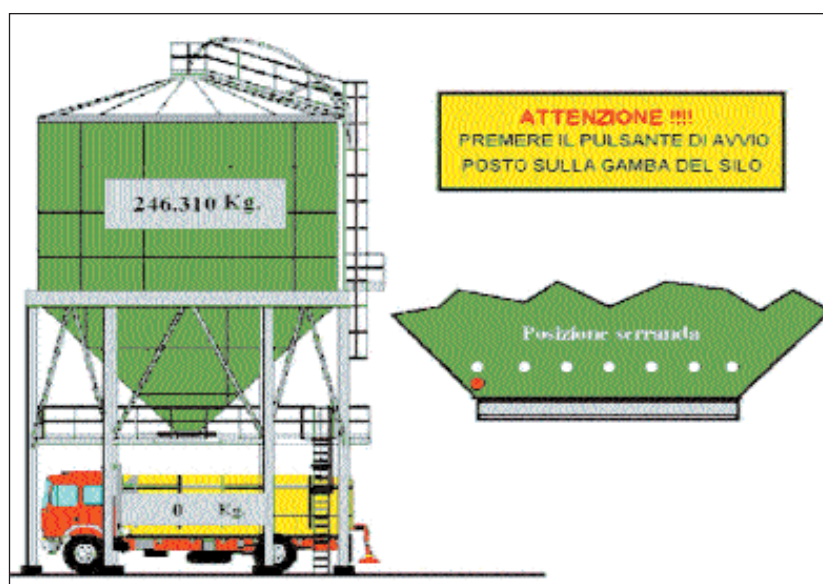 ATTENZIONE !!!!
PREMERE IL PULSANTE DI AVVIO
POSTO SULLA GAMBA DEL SILO
246.310 Kg.
Posizione serranda
0 Kg.